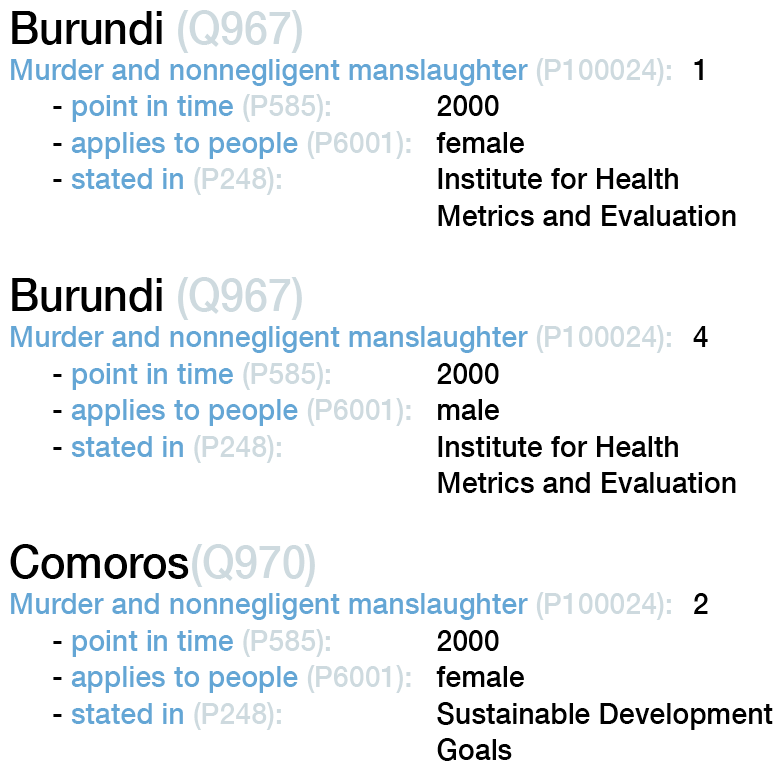 Burundi (Q967)
Murder and nonnegligent manslaughter (P100024): 1
- point in time (P585): 2000
- applies to people (P6001): female
- stated in (P248): Institute for Health
Metrics and Evaluation
Burundi (Q967)
Murder and nonnegligent manslaughter (P100024): 4
- point in time (P585): 2000
- applies to people (P6001): male
- stated in (P248): Institute for Health
Metrics and Evaluation
Comoros(Q970)
Murder and nonnegligent manslaughter (P100024): 2
- point in time (P585): 2000
- applies to people (P6001): female
- stated in (P248): Sustainable Development
Goals